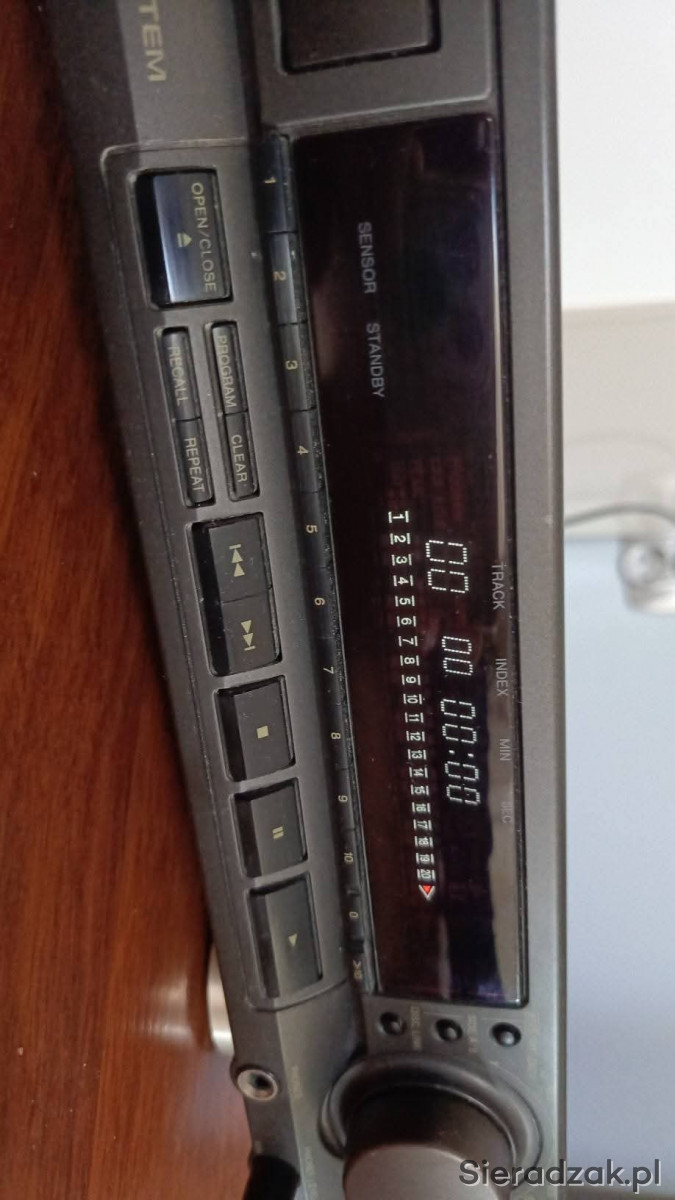 TEM
TRACK INDEX MIN SEC
00 00 00:00
1 2 3 4 5 6 7 8 9 10 11 12 13 14 15 16 17 18 19 20
SENSOR STANDBY
1 2 3 4 5 6 7 8 9 10 0 >10
OPEN/CLOSE
PROGRAM CLEAR
RECALL REPEAT
PHONES
Sieradzak.pl